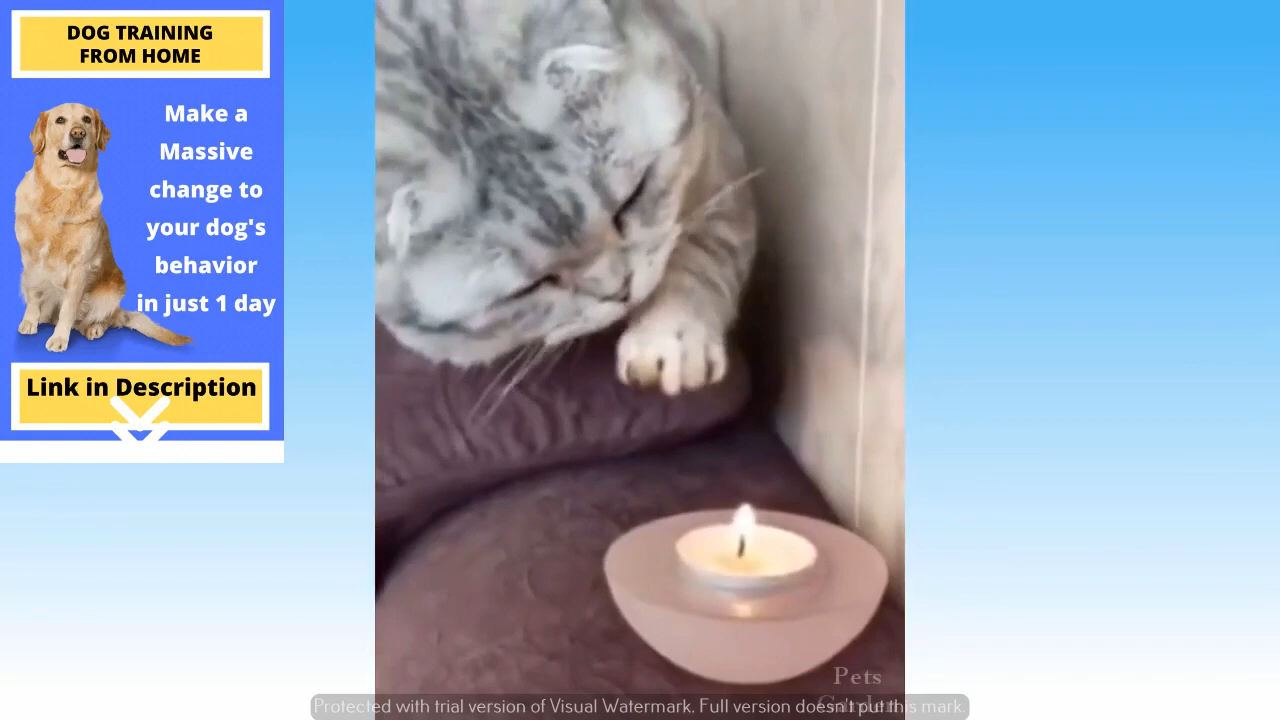 DOG TRAINING
FROM HOME
Make a
Massive
change to
your dog's
behavior
in just 1 day
Link in Description
Pets
Garden
Protected with trial version of Visual Watermark. Full version doesn't put this mark.